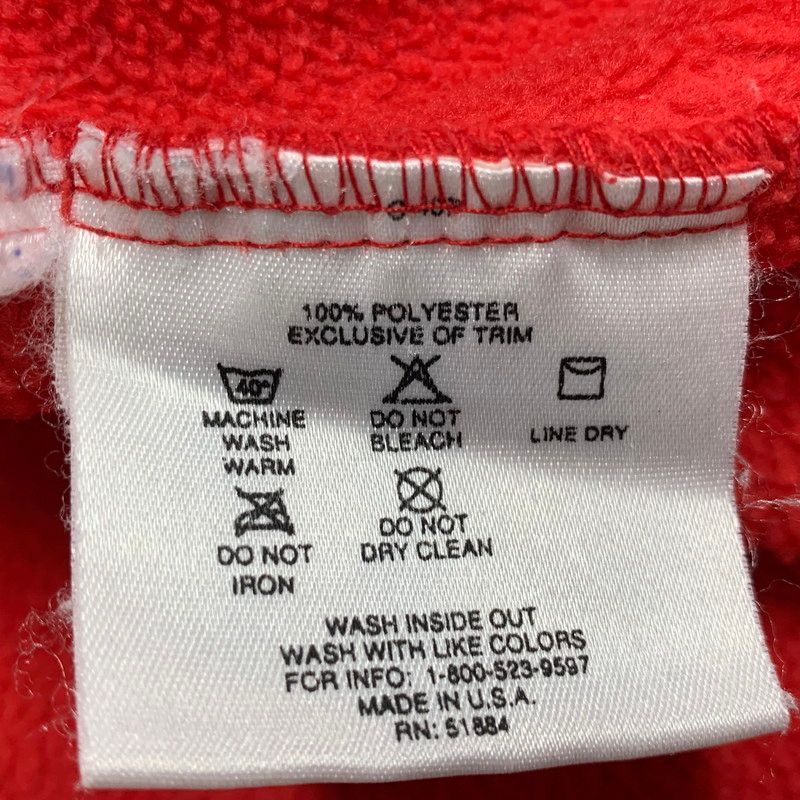 100% POLYESTER
EXCLUSIVE OF TRIM
40°
MACHINE
WASH
WARM
DO NOT
BLEACH
LINE DRY
DO NOT
IRON
DO NOT
DRY CLEAN
WASH INSIDE OUT
WASH WITH LIKE COLORS
FOR INFO: 1-800-523-9597
MADE IN U.S.A.
RN: 51884